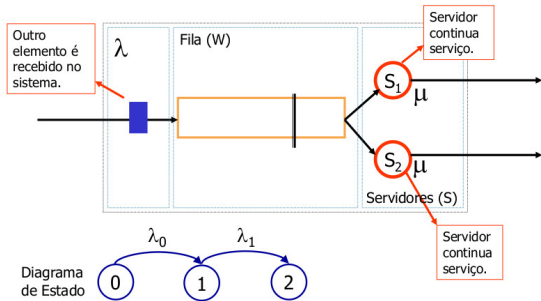 Outro
elemento é
recebido no
sistema.
λ
Fila (W)
Servidor
continua
serviço.
S1
μ
S2
μ
Servidores (S)
Servidor
continua
serviço.
λ0
λ1
Diagrama
de Estado
0
1
2